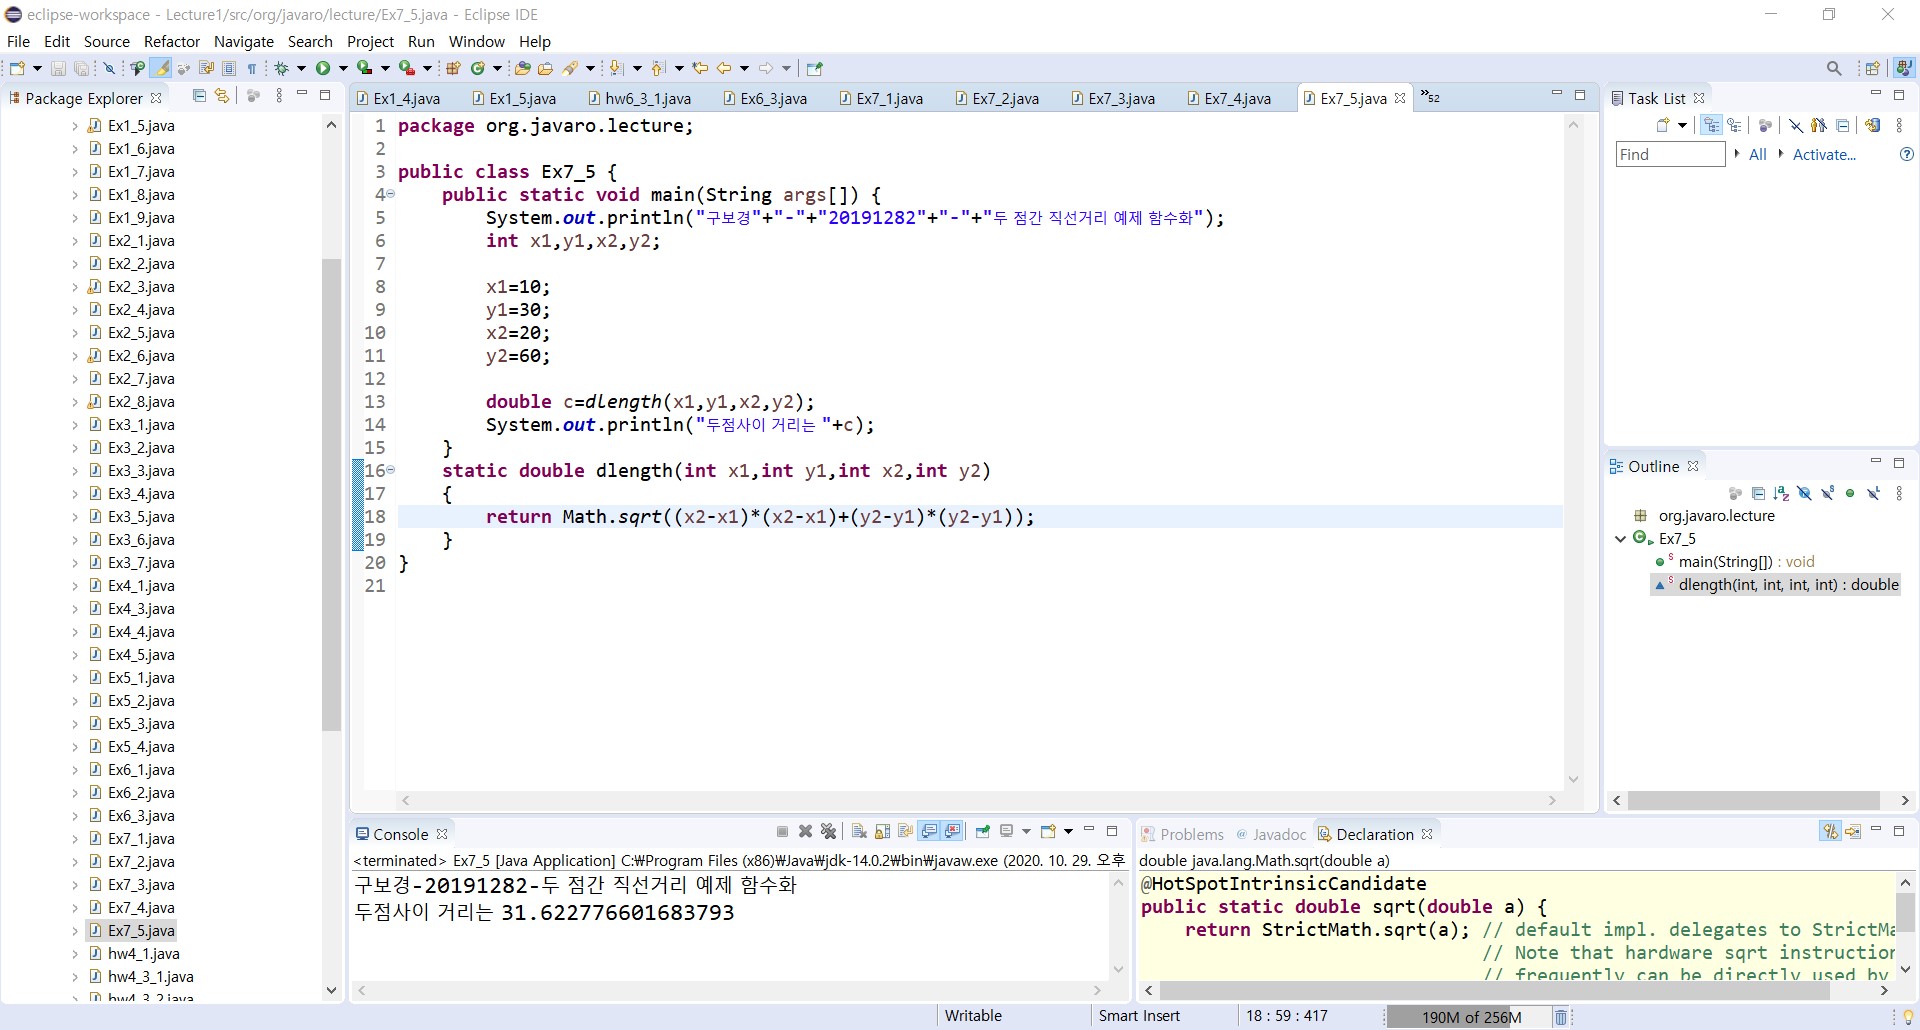 eclipse-workspace - Lecture1/src/org/javaro/lecture/Ex7_5.java - Eclipse IDE
File Edit Source Refactor Navigate Search Project Run Window Help
Package Explorer
Ex1_5.java
Ex1_6.java
Ex1_7.java
Ex1_8.java
Ex1_9.java
Ex2_1.java
Ex2_2.java
Ex2_3.java
Ex2_4.java
Ex2_5.java
Ex2_6.java
Ex2_7.java
Ex2_8.java
Ex3_1.java
Ex3_2.java
Ex3_3.java
Ex3_4.java
Ex3_5.java
Ex3_6.java
Ex3_7.java
Ex4_1.java
Ex4_3.java
Ex4_4.java
Ex4_5.java
Ex5_1.java
Ex5_2.java
Ex5_3.java
Ex5_4.java
Ex6_1.java
Ex6_2.java
Ex6_3.java
Ex7_1.java
Ex7_2.java
Ex7_3.java
Ex7_4.java
Ex7_5.java
hw4_1.java
hw4_3_1.java
hw4_3_2.java
Ex1_4.java Ex1_5.java hw6_3_1.java Ex6_3.java Ex7_1.java Ex7_2.java Ex7_3.java Ex7_4.java Ex7_5.java »52
1 package org.javaro.lecture;
2
3 public class Ex7_5 {
4 public static void main(String args[]) {
5 System.out.println("구보경"+"-"+"20191282"+"-"+"두 점간 직선거리 예제 함수화");
6 int x1,y1,x2,y2;
7
8 x1=10;
9 y1=30;
10 x2=20;
11 y2=60;
12
13 double c=dlength(x1,y1,x2,y2);
14 System.out.println("두점사이 거리는 "+c);
15 }
16 static double dlength(int x1,int y1,int x2,int y2)
17 {
18 return Math.sqrt((x2-x1)*(x2-x1)+(y2-y1)*(y2-y1));
19 }
20 }
21
Task List
Find All Activate...
Outline
org.javaro.lecture
Ex7_5
main(String[]) : void
dlength(int, int, int, int) : double
Console
<terminated> Ex7_5 [Java Application] C:₩Program Files (x86)₩Java₩jdk-14.0.2₩bin₩javaw.exe (2020. 10. 29. 오후
구보경-20191282-두 점간 직선거리 예제 함수화
두점사이 거리는 31.622776601683793
Problems @ Javadoc Declaration
double java.lang.Math.sqrt(double a)
@HotSpotIntrinsicCandidate
public static double sqrt(double a) {
return StrictMath.sqrt(a); // default impl. delegates to StrictMa
// Note that hardware sqrt instruction
// frequently can be directly used by
Writable Smart Insert 18 : 59 : 417 190M of 256M